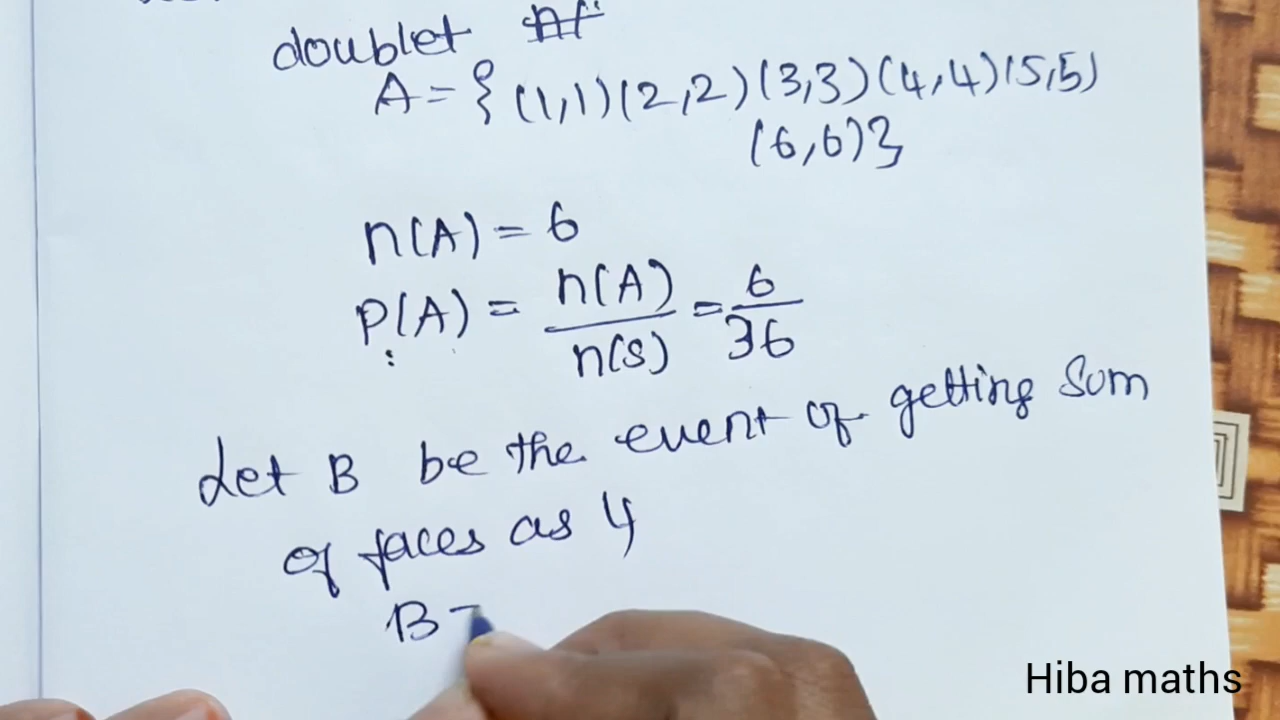 doublet
A = { (1,1) (2,2) (3,3) (4,4) (5,5)
(6,6) }
n(A) = 6
P(A) = n(A)/n(S) = 6/36
Let B be the event of getting Sum
of faces as 4
B =
Hiba maths